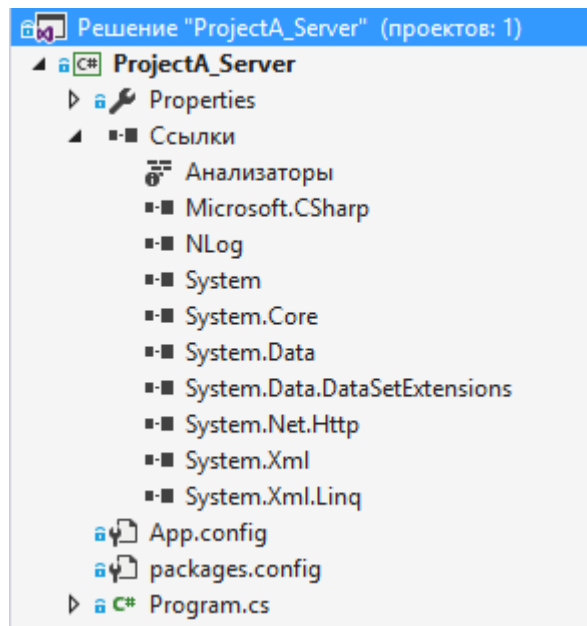 Решение "ProjectA_Server" (проектов: 1)
C# ProjectA_Server
Properties
Ссылки
Анализаторы
Microsoft.CSharp
NLog
System
System.Core
System.Data
System.Data.DataSetExtensions
System.Net.Http
System.Xml
System.Xml.Linq
App.config
packages.config
C# Program.cs